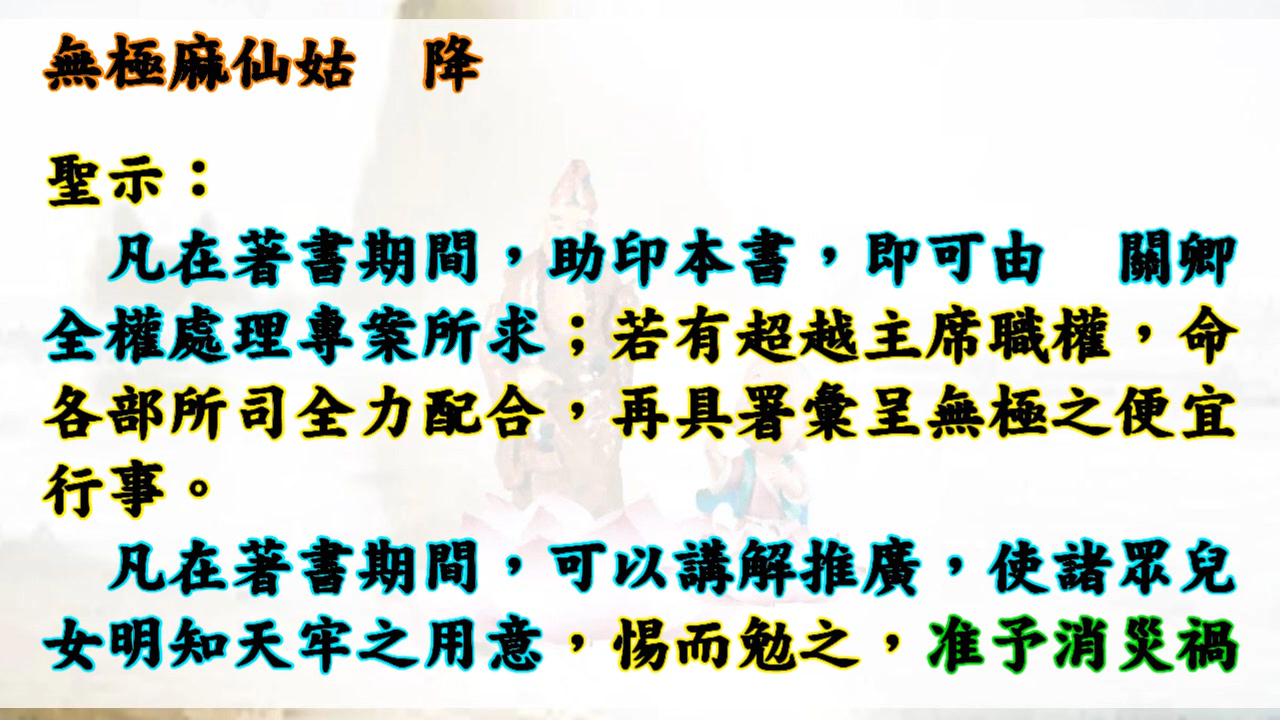 無極麻仙姑　降
聖示：
　凡在著書期間，助印本書，即可由　關卿
全權處理專案所求；若有超越主席職權，命
各部所司全力配合，再具署彙呈無極之便宜
行事。
　凡在著書期間，可以講解推廣，使諸眾兒
女明知天牢之用意，惕而勉之，准予消災禍